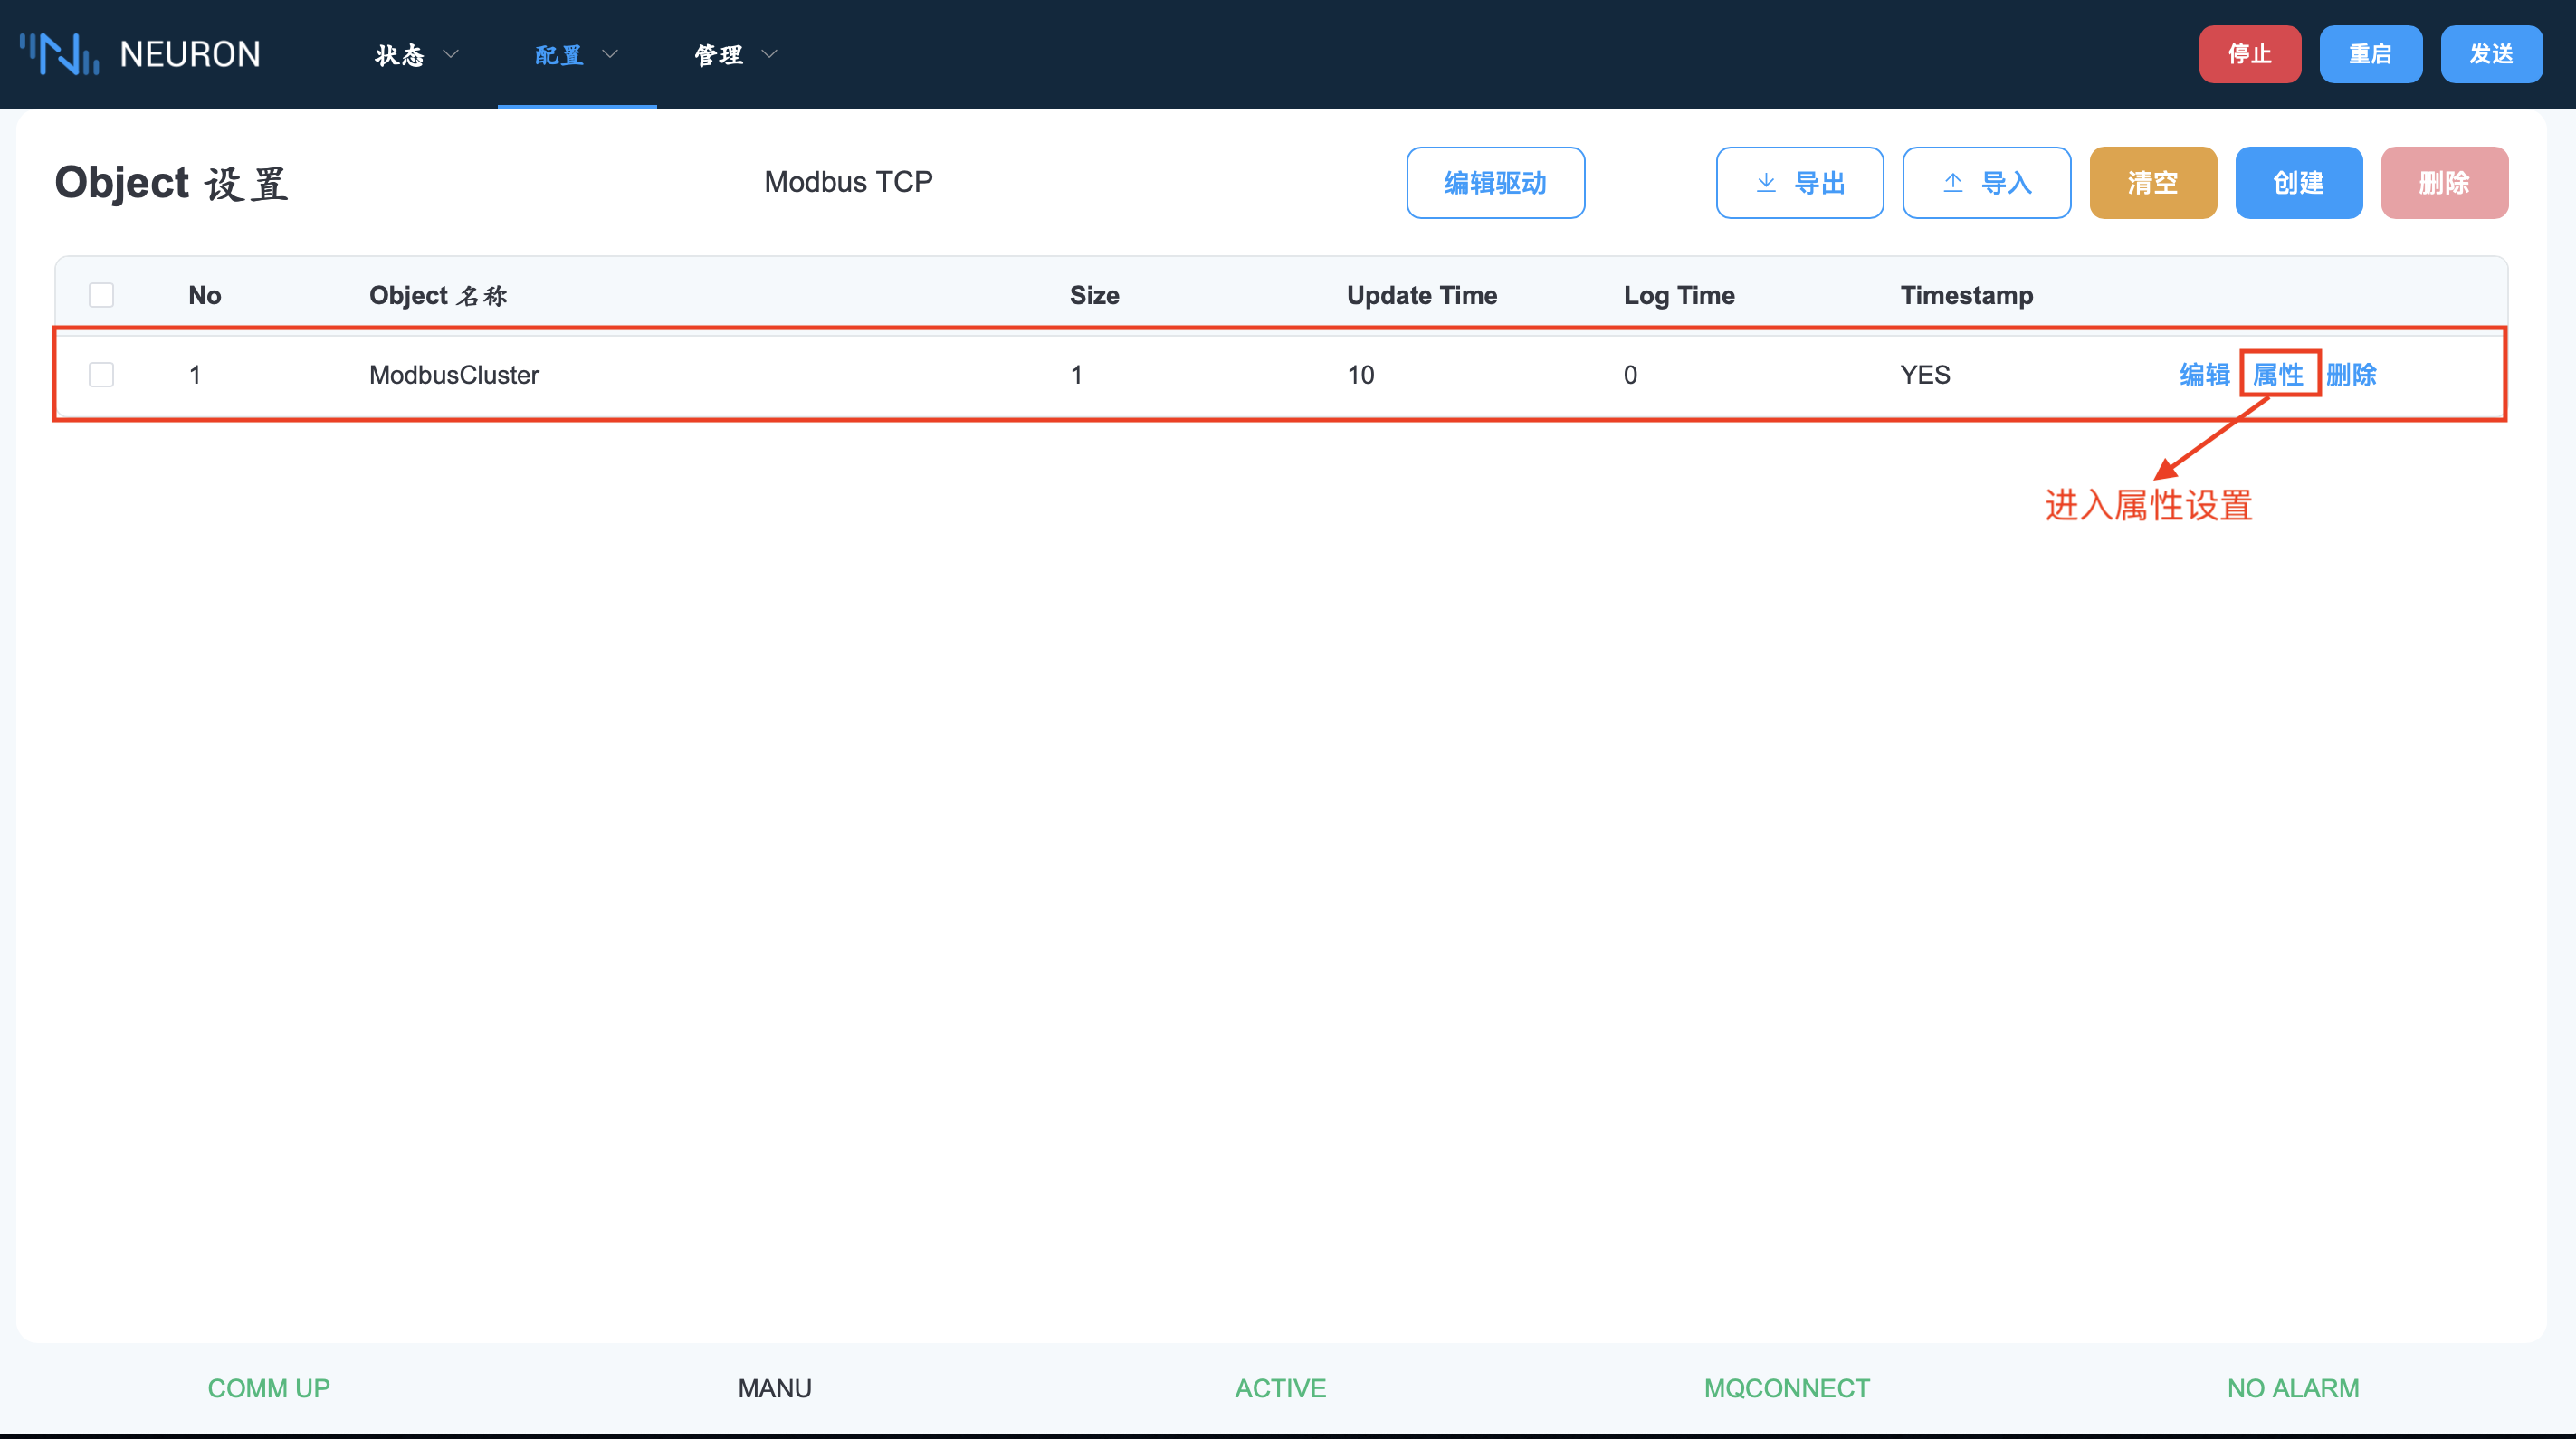 NEURON 状态 配置 管理 停止 重启 发送
Object 设置 Modbus TCP 编辑驱动 导出 导入 清空 创建 删除
No Object 名称 Size Update Time Log Time Timestamp
1 ModbusCluster 1 10 0 YES 编辑 属性 删除
进入属性设置
COMM UP MANU ACTIVE MQCONNECT NO ALARM